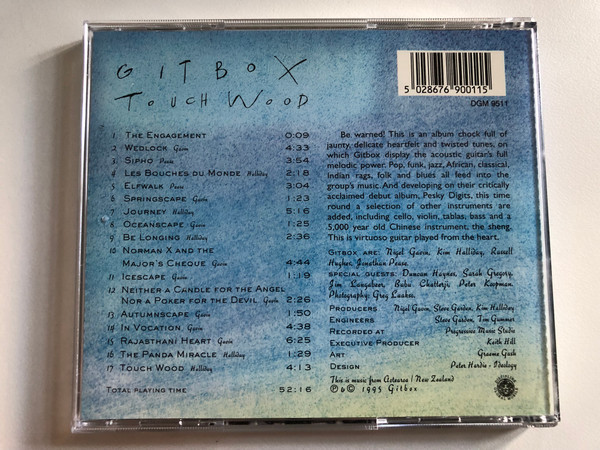 GITBOX
TOUCH WOOD
5 028676 900115
DGM 9511
1 THE ENGAGEMENT 0:09
2 WEDLOCK Gavin 4:33
3 SIPHO Pease 3:54
4 LES BOUCHES DU MONDE Halliday 2:18
5 ELFWALK Pease 3:04
6 SPRINGSCAPE Gavin 1:23
7 JOURNEY Halliday 5:16
8 OCEANSCAPE Gavin 1:25
9 BE LONGING Halliday 2:36
10 NORMAN X AND THE
MAJOR'S CHEQUE Gavin 4:44
11 ICESCAPE Gavin 1:19
12 NEITHER A CANDLE FOR THE ANGEL
NOR A POKER FOR THE DEVIL Gavin 2:26
13 AUTUMNSCAPE Gavin 1:50
14 IN VOCATION Gavin 4:38
15 RAJASTHANI HEART Gavin 6:25
16 THE PANDA MIRACLE Halliday 1:29
17 TOUCH WOOD Halliday 4:13
TOTAL PLAYING TIME 52:16
Be warned! This is an album chock full of
jaunty, delicate heartfelt and twisted tunes,
on which Gitbox display the acoustic guitar's full
melodic power. Pop, funk, jazz, African, classical,
Indian rags, folk and blues all feed into the
group's music. And developing on their critically
acclaimed debut album, Pesky Digits, this time
round a selection of other instruments are
added, including cello, violin, tablas, bass and a
5,000 year old Chinese instrument, the sheng.
This is virtuoso guitar played from the heart.
GITBOX ARE: Nigel Gavin, Kim Halliday, Russell
Hughes, Jonathan Pease.
SPECIAL GUESTS: Duncan Haynes, Sarah Gregory,
Jim Langabeer, Babu Chatterji, Peter Koopman.
Photography: Greg Laukes.
PRODUCERS Nigel Gavin, Steve Garden, Kim Halliday
ENGINEERS Steve Garden, Tim Gummer
RECORDED AT Progressive Music Studio
EXECUTIVE PRODUCER Keith Hill
ART Graeme Gash
DESIGN Peter Hardie - Ideology
This is music from Aotearoa / New Zealand
℗ & © 1995 Gitbox